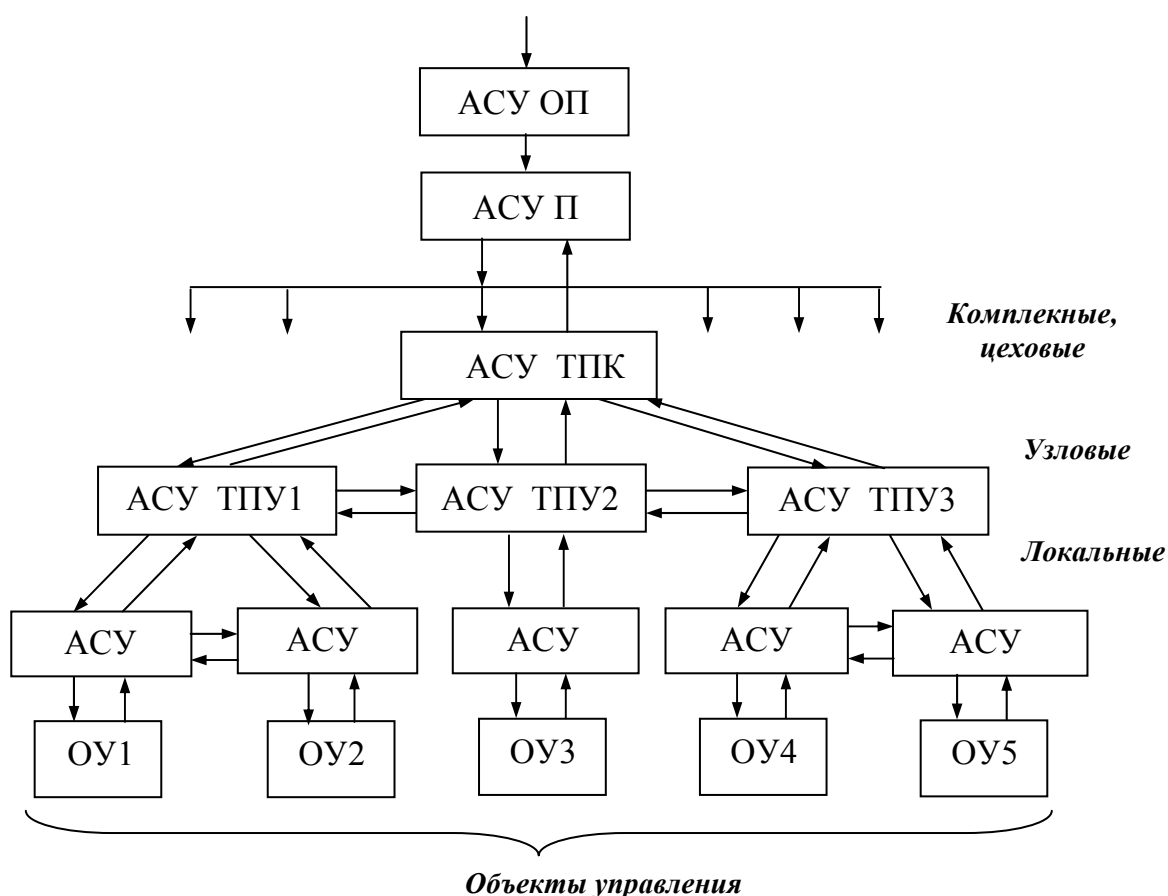 АСУ ОП
АСУ П
Комплекные,
цеховые
АСУ ТПК
Узловые
АСУ ТПУ1
АСУ ТПУ2
АСУ ТПУ3
Локальные
АСУ
АСУ
АСУ
АСУ
АСУ
ОУ1
ОУ2
ОУ3
ОУ4
ОУ5
Объекты управления